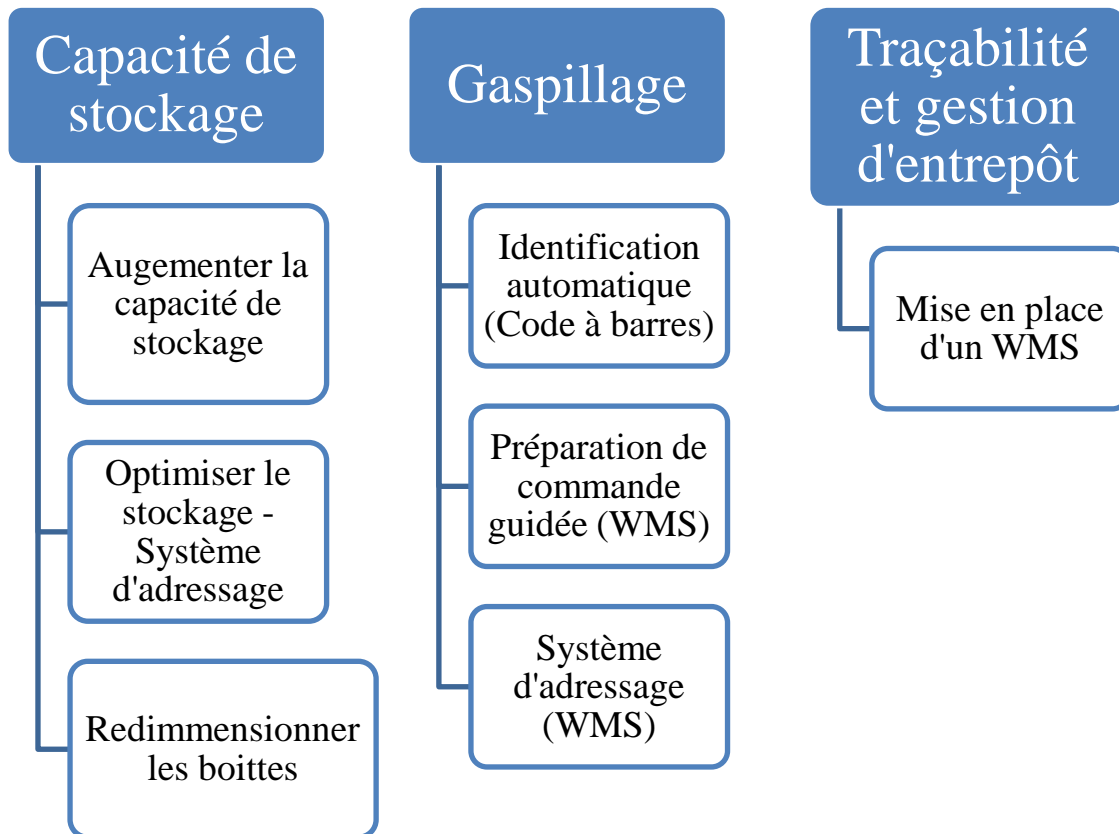 Capacité de
stockage
Augementer la
capacité de
stockage
Optimiser le
stockage -
Système
d'adressage
Redimmensionner
les boittes
Gaspillage
Identification
automatique
(Code à barres)
Préparation de
commande
guidée (WMS)
Système
d'adressage
(WMS)
Traçabilité
et gestion
d'entrepôt
Mise en place
d'un WMS